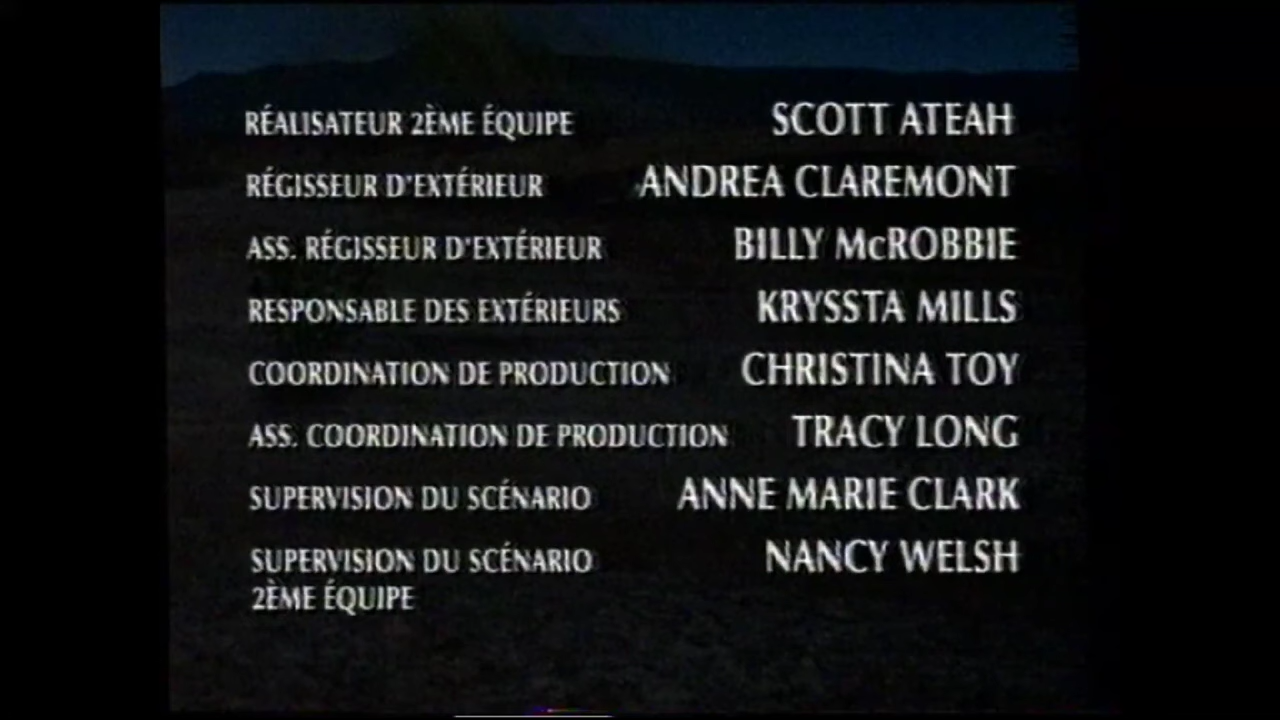 RÉALISATEUR 2ÈME ÉQUIPE SCOTT ATEAH
RÉGISSEUR D'EXTÉRIEUR ANDREA CLAREMONT
ASS. RÉGISSEUR D'EXTÉRIEUR BILLY McROBBIE
RESPONSABLE DES EXTÉRIEURS KRYSSTA MILLS
COORDINATION DE PRODUCTION CHRISTINA TOY
ASS. COORDINATION DE PRODUCTION TRACY LONG
SUPERVISION DU SCÉNARIO ANNE MARIE CLARK
SUPERVISION DU SCÉNARIO NANCY WELSH
2ÈME ÉQUIPE